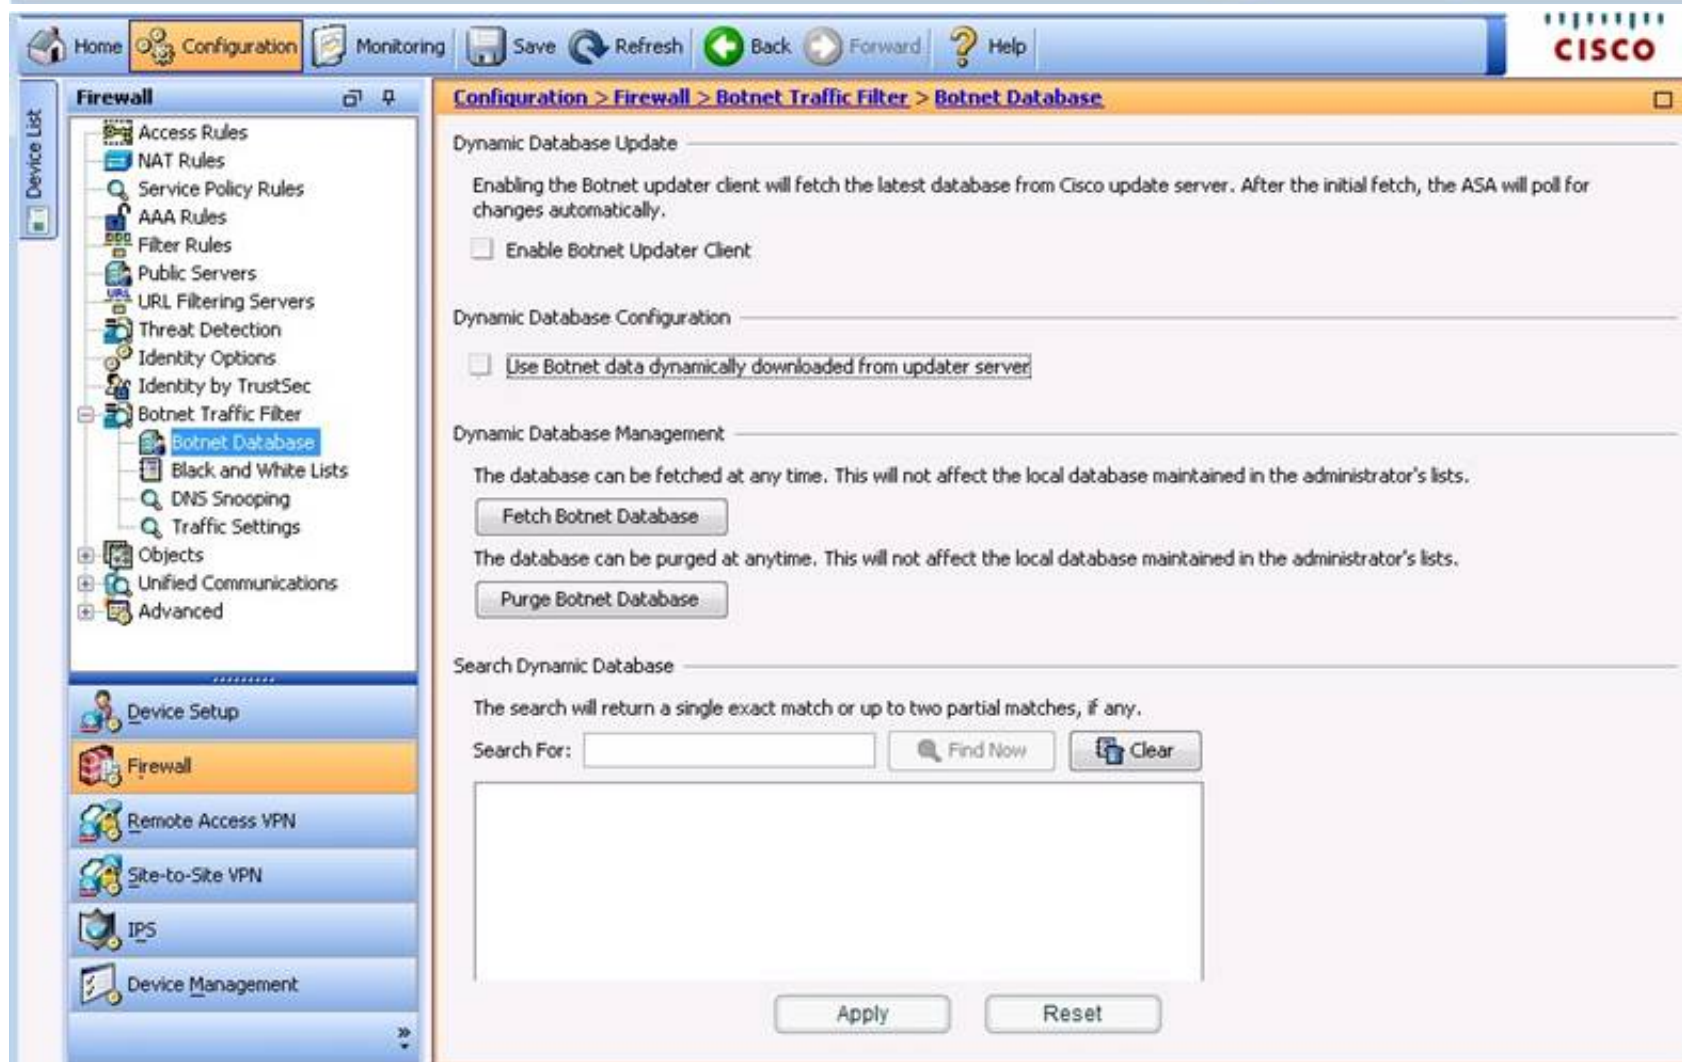 Home Configuration Monitoring Save Refresh Back Forward Help
CISCO
Device List
Firewall
Access Rules
NAT Rules
Service Policy Rules
AAA Rules
Filter Rules
Public Servers
URL Filtering Servers
Threat Detection
Identity Options
Identity by TrustSec
Botnet Traffic Filter
Botnet Database
Black and White Lists
DNS Snooping
Traffic Settings
Objects
Unified Communications
Advanced
Device Setup
Firewall
Remote Access VPN
Site-to-Site VPN
IPS
Device Management
»
Configuration > Firewall > Botnet Traffic Filter > Botnet Database
Dynamic Database Update
Enabling the Botnet updater client will fetch the latest database from Cisco update server. After the initial fetch, the ASA will poll for
changes automatically.
Enable Botnet Updater Client
Dynamic Database Configuration
Use Botnet data dynamically downloaded from updater server
Dynamic Database Management
The database can be fetched at any time. This will not affect the local database maintained in the administrator's lists.
Fetch Botnet Database
The database can be purged at anytime. This will not affect the local database maintained in the administrator's lists.
Purge Botnet Database
Search Dynamic Database
The search will return a single exact match or up to two partial matches, if any.
Search For: Find Now Clear
Apply Reset